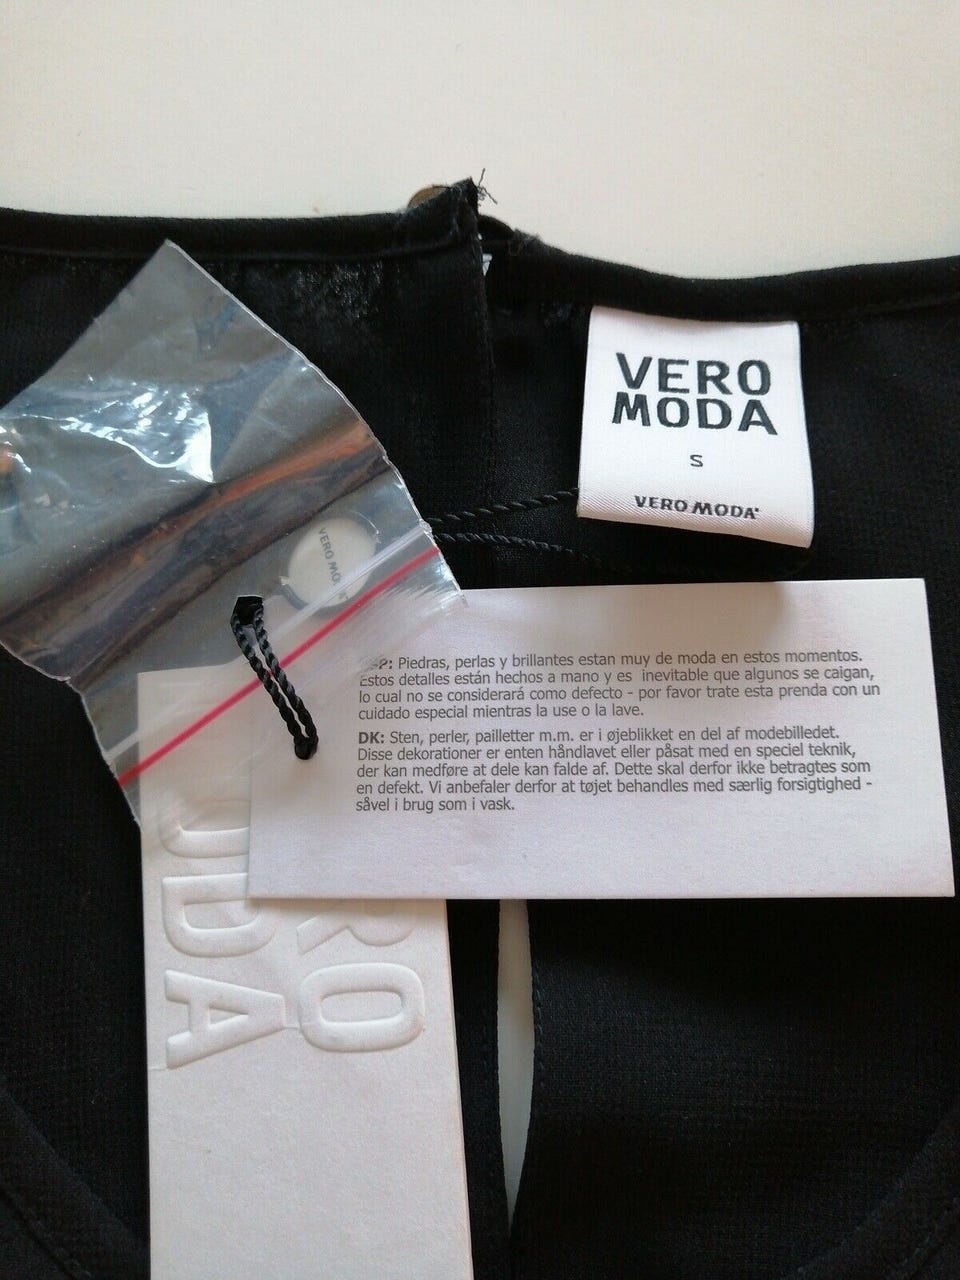 VERO
MODA
S
VERO MODA
VERO MO
Piedras, perlas y brillantes estan muy de moda en estos momentos.
Estos detalles están hechos a mano y es inevitable que algunos se caigan,
lo cual no se considerará como defecto - por favor trate esta prenda con un
cuidado especial mientras la use o la lave.
DK: Sten, perler, pailletter m.m. er i øjeblikket en del af modebilledet.
Disse dekorationer er enten håndlavet eller påsat med en speciel teknik,
der kan medføre at dele kan falde af. Dette skal derfor ikke betragtes som
en defekt. Vi anbefaler derfor at tøjet behandles med særlig forsigtighed -
såvel i brug som i vask.
RO
ODA